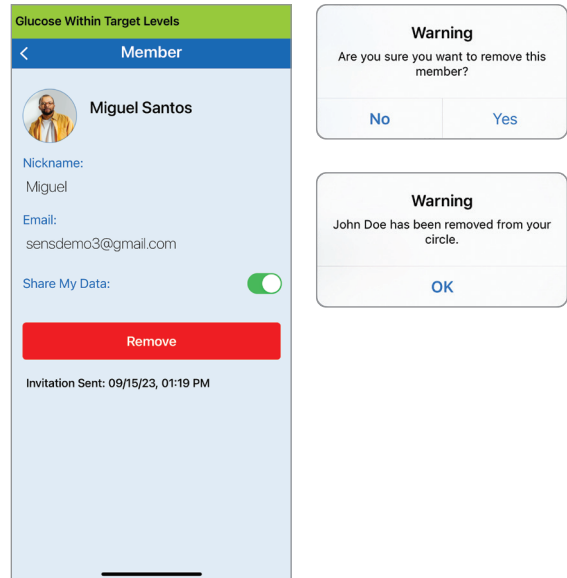 Glucose Within Target Levels
Member
Miguel Santos
Nickname:
Miguel
Email:
sensdemo3@gmail.com
Share My Data:
Remove
Invitation Sent: 09/15/23, 01:19 PM
Warning
Are you sure you want to remove this
member?
No Yes
Warning
John Doe has been removed from your
circle.
OK